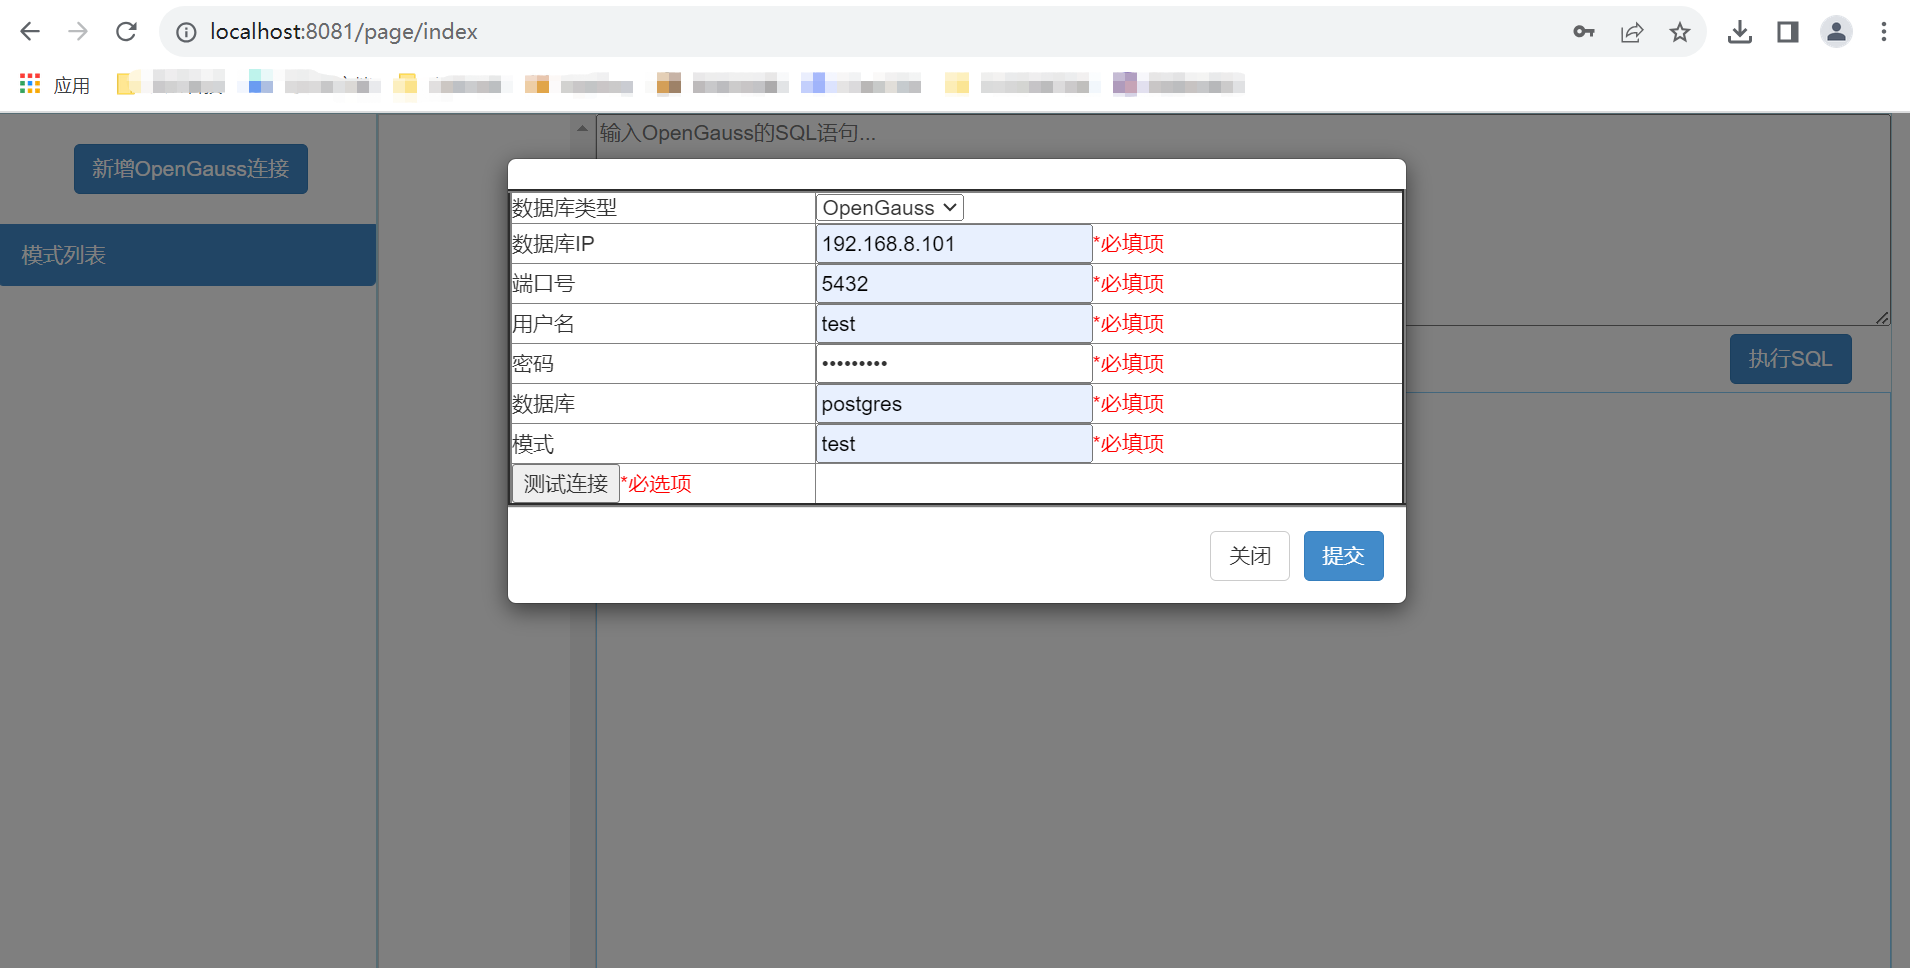 localhost:8081/page/index
应用
新增OpenGauss连接
模式列表
输入OpenGauss的SQL语句...
数据库类型 OpenGauss
数据库IP 192.168.8.101 *必填项
端口号 5432 *必填项
用户名 test *必填项
密码 ••••••••• *必填项
数据库 postgres *必填项
模式 test *必填项
测试连接 *必选项
关闭 提交
执行SQL